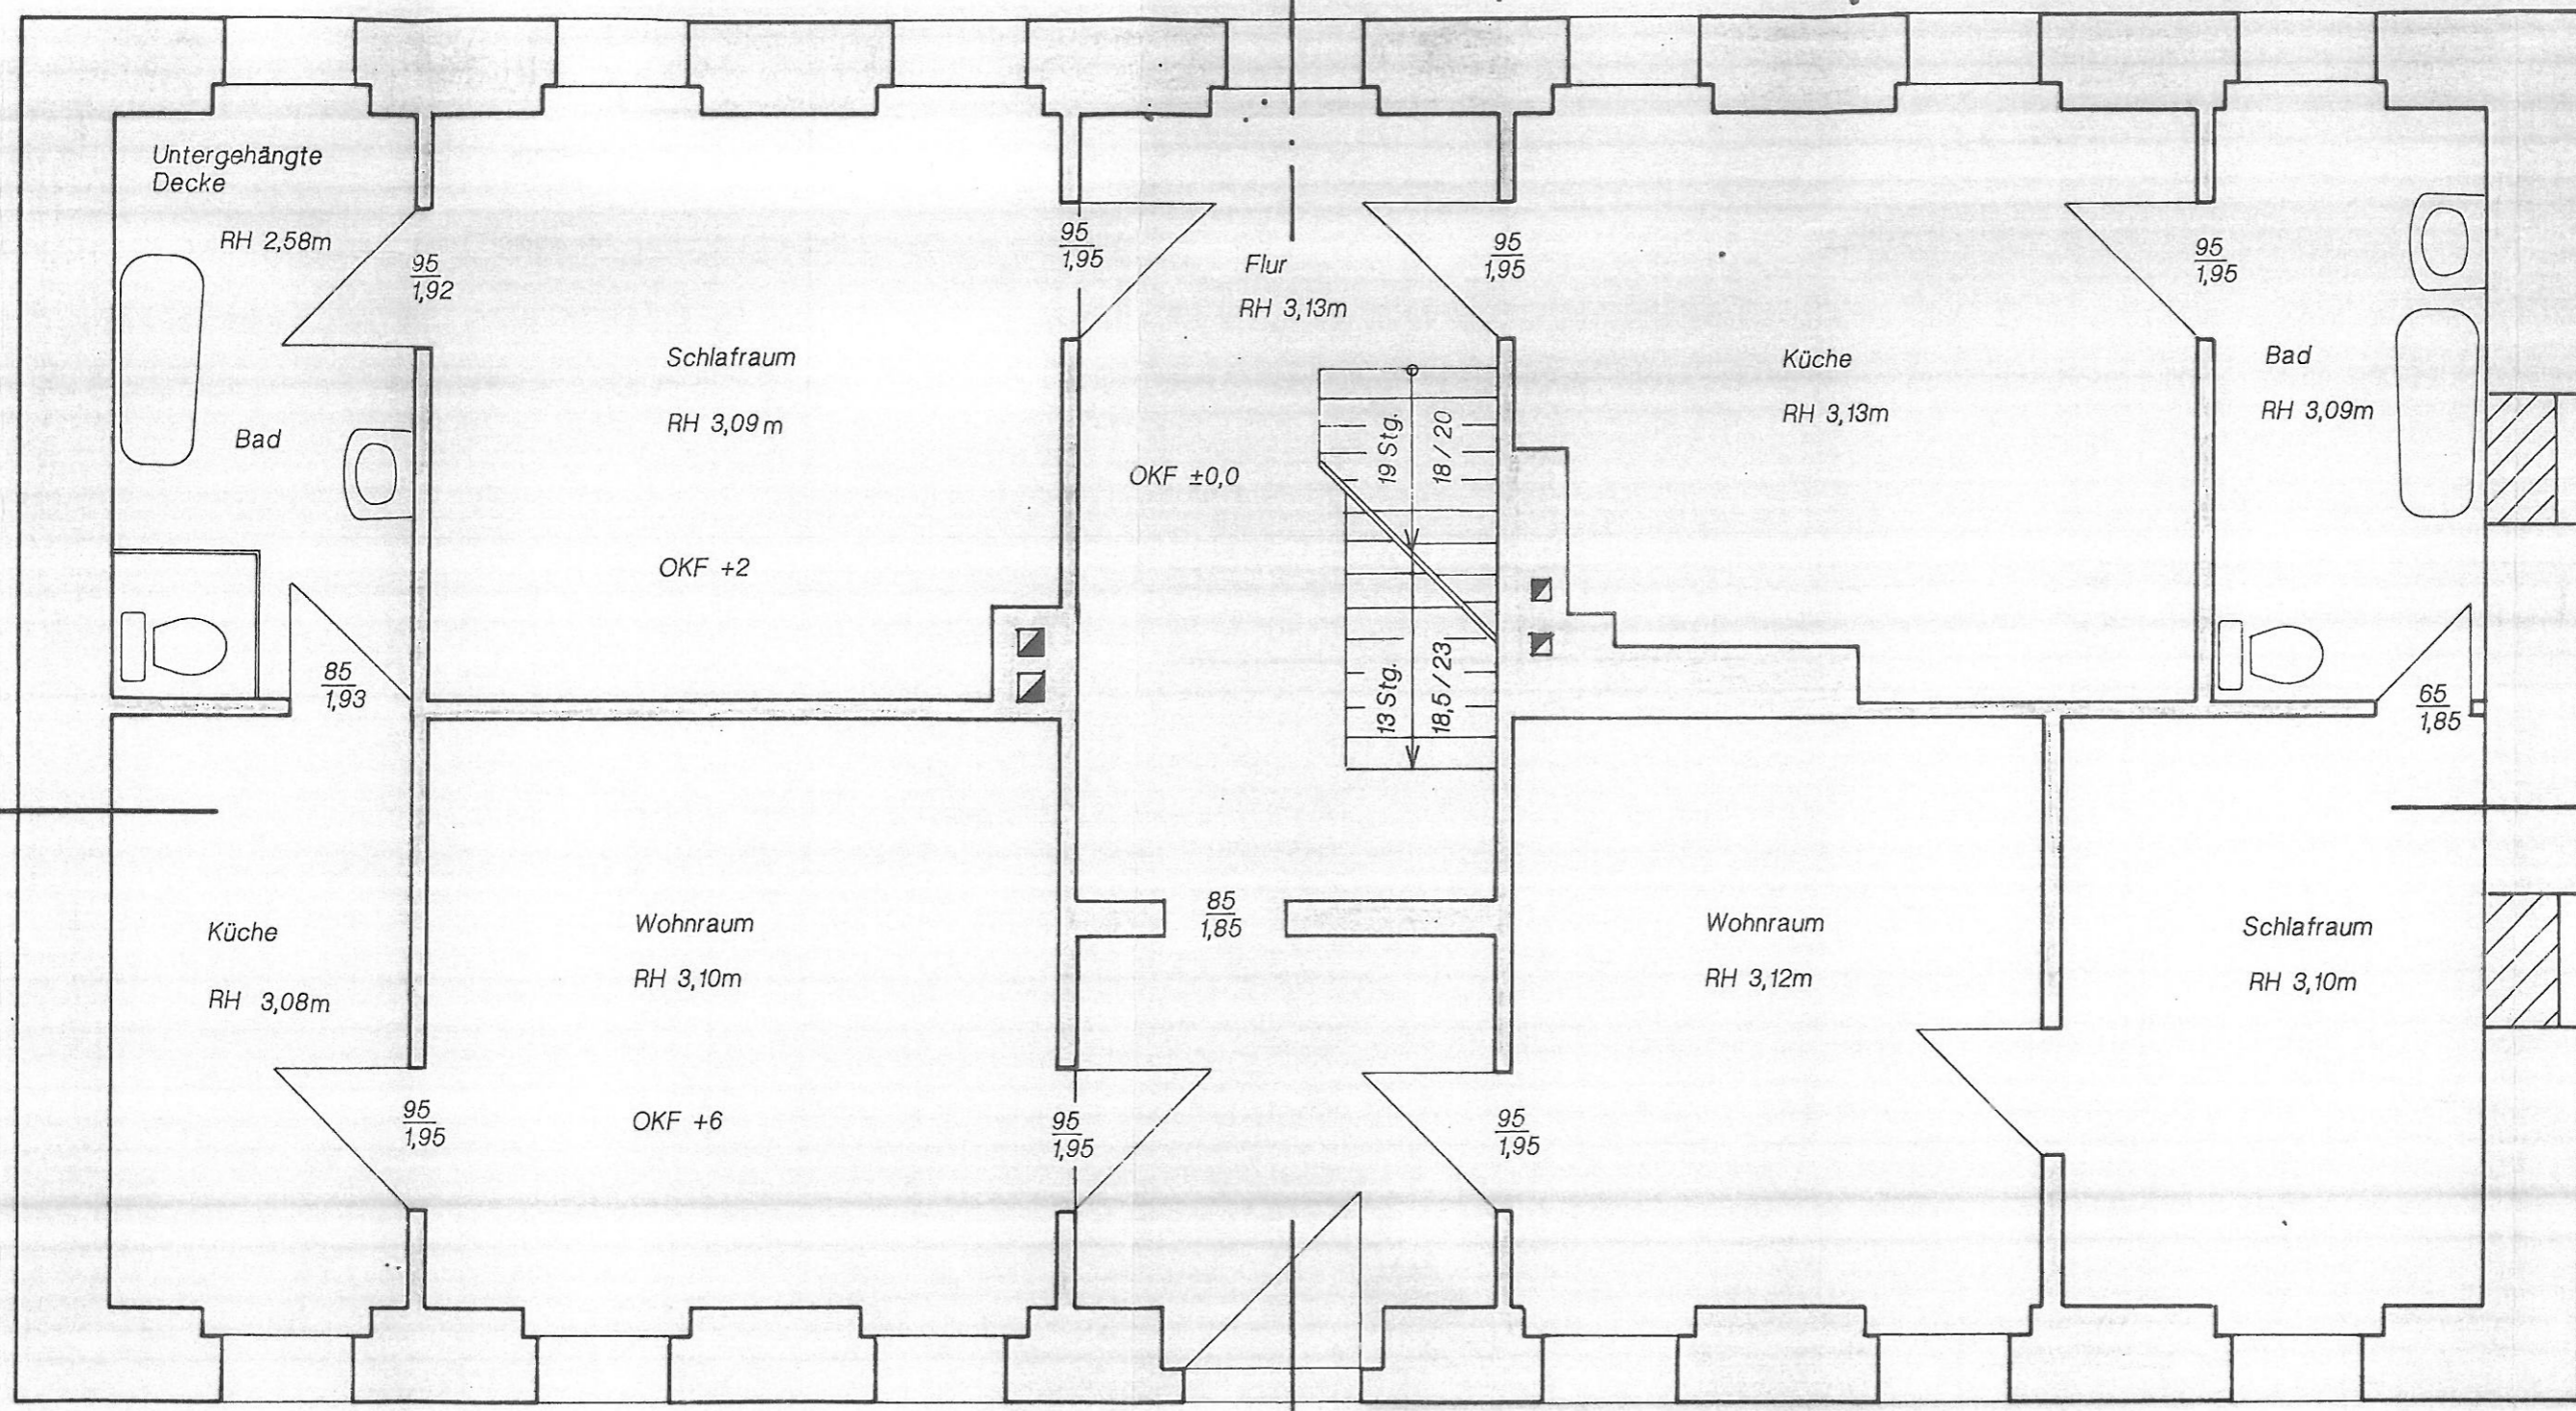 Untergehängte
Decke
RH 2,58m
95
1,92
Bad
85
1,93
Schlafraum
RH 3,09m
OKF +2
95
1,95
Flur
RH 3,13m
OKF ±0,0
95
1,95
19 Stg.
18/20
13 Stg.
18,5/23
Küche
RH 3,13m
95
1,95
Bad
RH 3,09m
65
1,85
Küche
RH 3,08m
95
1,95
Wohnraum
RH 3,10m
OKF +6
95
1,95
85
1,85
95
1,95
Wohnraum
RH 3,12m
Schlafraum
RH 3,10m